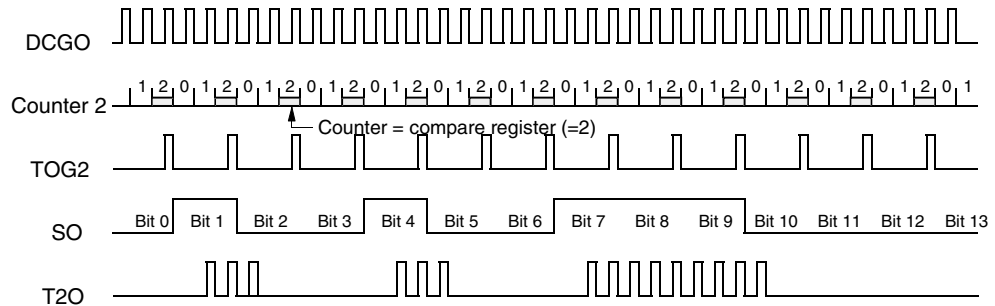 DCGO
1 2 0 1 2 0 1 2 0 1 2 0 1 2 0 1 2 0 1 2 0 1 2 0 1 2 0 1 2 0 1 2 0 1 2 0 1 2 0 1
Counter 2
Counter = compare register (=2)
TOG2
Bit 0 Bit 1 Bit 2 Bit 3 Bit 4 Bit 5 Bit 6 Bit 7 Bit 8 Bit 9 Bit 10 Bit 11 Bit 12 Bit 13
SO
T2O